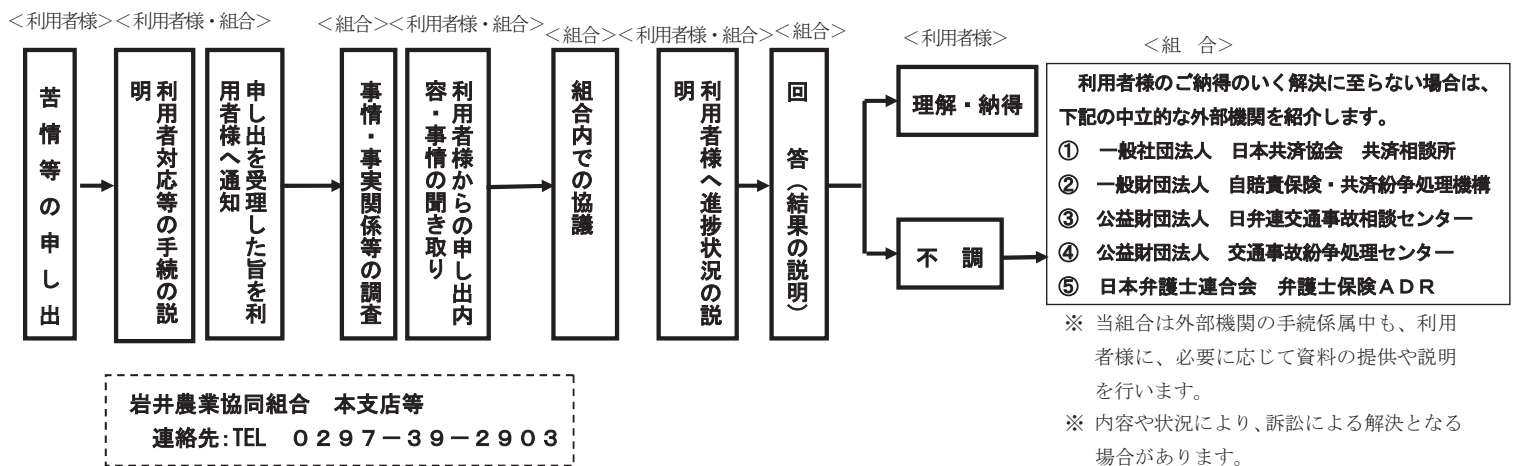 ＜利用者様＞
＜利用者様・組合＞
＜組合＞
＜利用者様・組合＞
＜組合＞
＜利用者様・組合＞
＜組合＞
＜利用者様＞
＜組　合＞
苦情等の申し出
利用者対応等の手続の説
明
申し出を受理した旨を利
用者様へ通知
事情・事実関係等の調査
利用者様からの申し出内
容・事情の聞き取り
組合内での協議
利用者様へ進捗状況の説
明
回　答（結果の説明）
理解・納得
不　調
利用者様のご納得のいく解決に至らない場合は、
下記の中立的な外部機関を紹介します。
①　一般社団法人　日本共済協会　共済相談所
②　一般財団法人　自賠責保険・共済紛争処理機構
③　公益財団法人　日弁連交通事故相談センター
④　公益財団法人　交通事故紛争処理センター
⑤　日本弁護士連合会　弁護士保険ＡＤＲ
※ 当組合は外部機関の手続係属中も、利用
者様に、必要に応じて資料の提供や説明
を行います。
※ 内容や状況により、訴訟による解決となる
場合があります。
岩井農業協同組合　本支店等
連絡先：TEL　０２９７－３９－２９０３